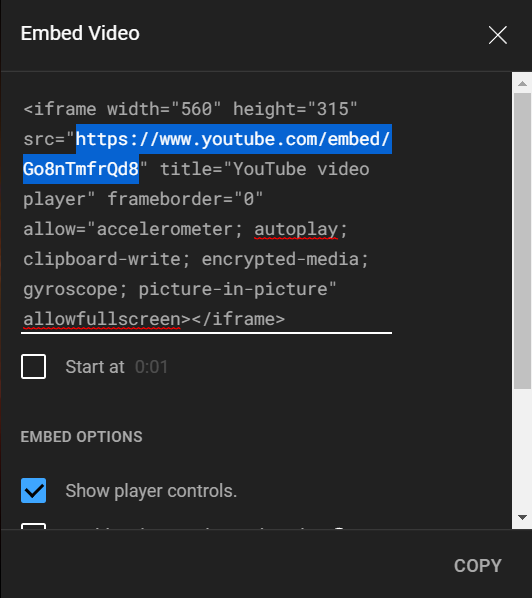 Embed Video
<iframe width="560" height="315"
src="https://www.youtube.com/embed/
Go8nTmfrQd8" title="YouTube video
player" frameborder="0"
allow="accelerometer; autoplay;
clipboard-write; encrypted-media;
gyroscope; picture-in-picture"
allowfullscreen></iframe>
Start at 0:01
EMBED OPTIONS
Show player controls.
COPY